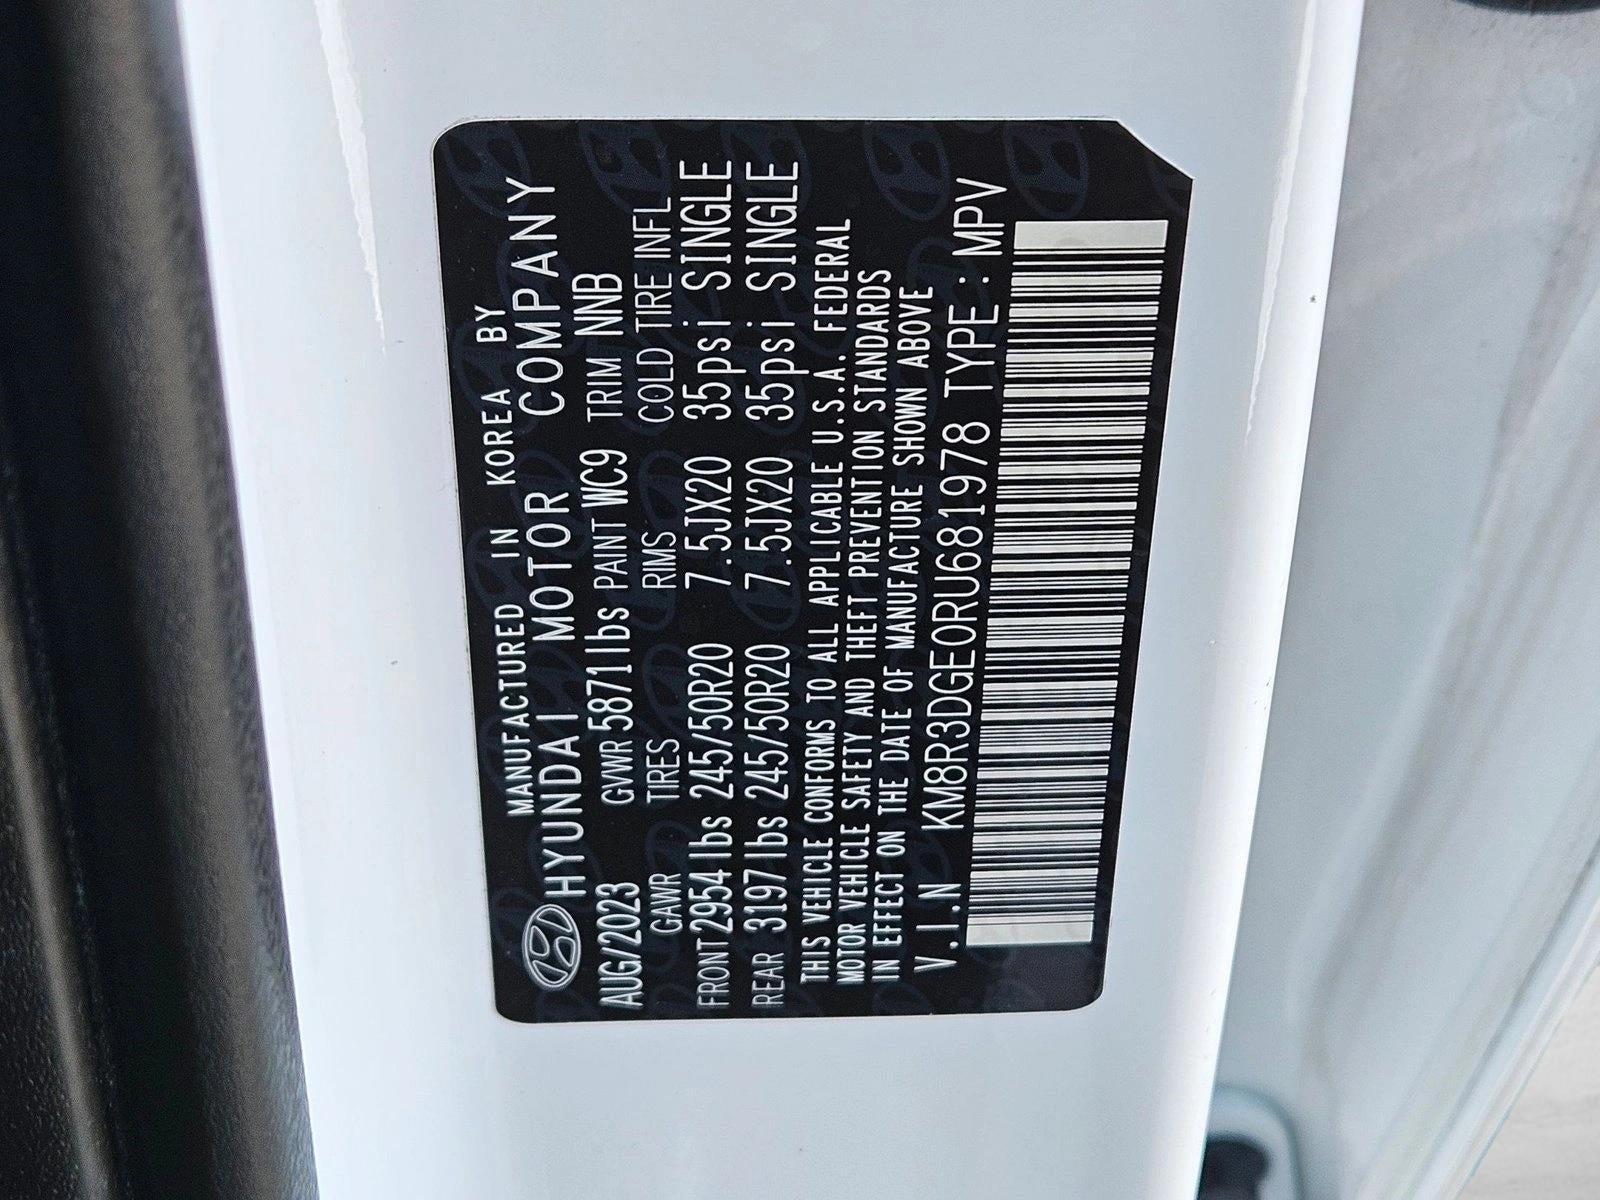 MANUFACTURED IN KOREA BY
HYUNDAI MOTOR COMPANY
AUG/2023 GVWR 5871lbs PAINT WC9 TRIM NNB
GAWR TIRES RIMS COLD TIRE INFL
FRONT 2954lbs 245/50R20 7.5JX20 35psi SINGLE
REAR 3197lbs 245/50R20 7.5JX20 35psi SINGLE
THIS VEHICLE CONFORMS TO ALL APPLICABLE U.S.A. FEDERAL
MOTOR VEHICLE SAFETY AND THEFT PREVENTION STANDARDS
IN EFFECT ON THE DATE OF MANUFACTURE SHOWN ABOVE
V.I.N KM8R3DGE0RU681978 TYPE : MPV